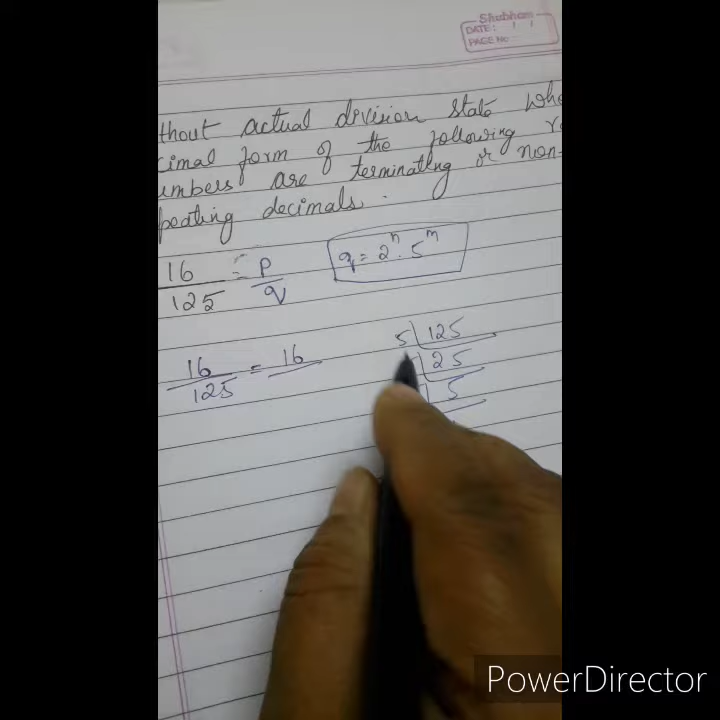 Shubham
DATE: / /
PAGE No
thout actual division state whe
cimal form of the following r
umbers are terminating or non-
peating decimals.
16/125 = p/q q = 2^n . 5^m
16/125 = 16
5 | 125
25
5
PowerDirector